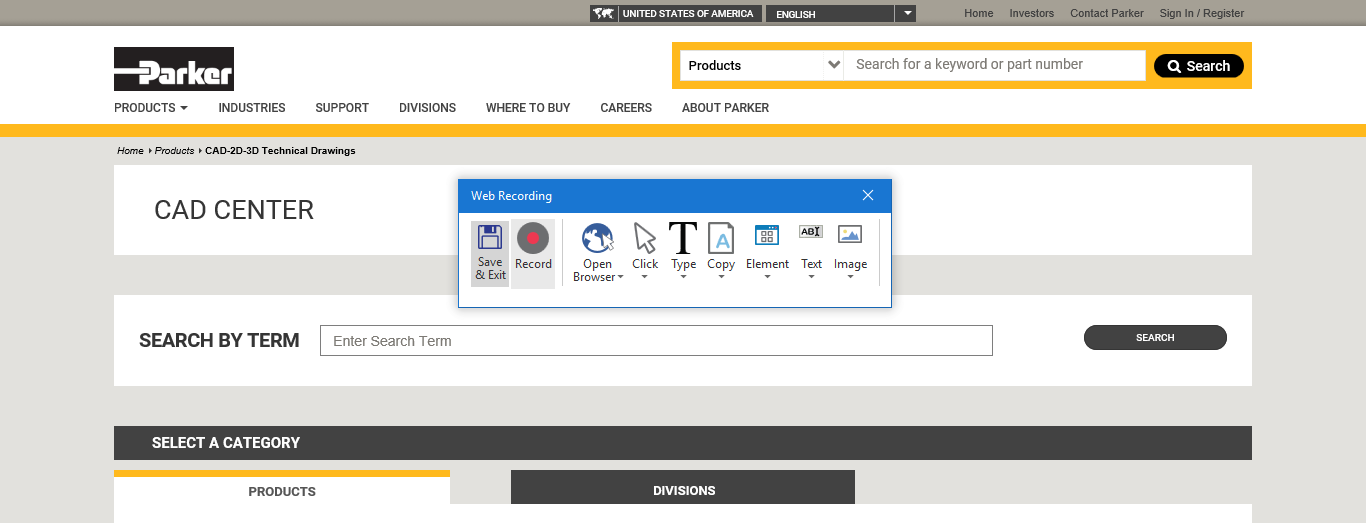 UNITED STATES OF AMERICA ENGLISH Home Investors Contact Parker Sign In / Register
Parker
Products Search for a keyword or part number Search
PRODUCTS INDUSTRIES SUPPORT DIVISIONS WHERE TO BUY CAREERS ABOUT PARKER
Home Products CAD-2D-3D Technical Drawings
CAD CENTER
Web Recording
ABI
A
T
Save & Exit
Record
Open Browser
Click
Type
Copy
Element
Text
Image
SEARCH BY TERM Enter Search Term SEARCH
SELECT A CATEGORY
PRODUCTS DIVISIONS